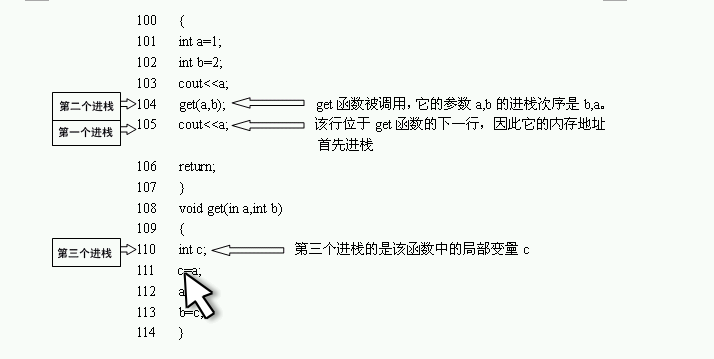 100 {
101 int a=1;
102 int b=2;
103 cout<<a;
第二个进栈 104 get(a,b); get 函数被调用，它的参数 a,b 的进栈次序是 b,a。
第一个进栈 105 cout<<a; 该行位于 get 函数的下一行，因此它的内存地址
首先进栈
106 return;
107 }
108 void get(in a,int b)
109 {
第三个进栈 110 int c; 第三个进栈的是该函数中的局部变量 c
111 c=a;
112 a
113 b=c;
114 }